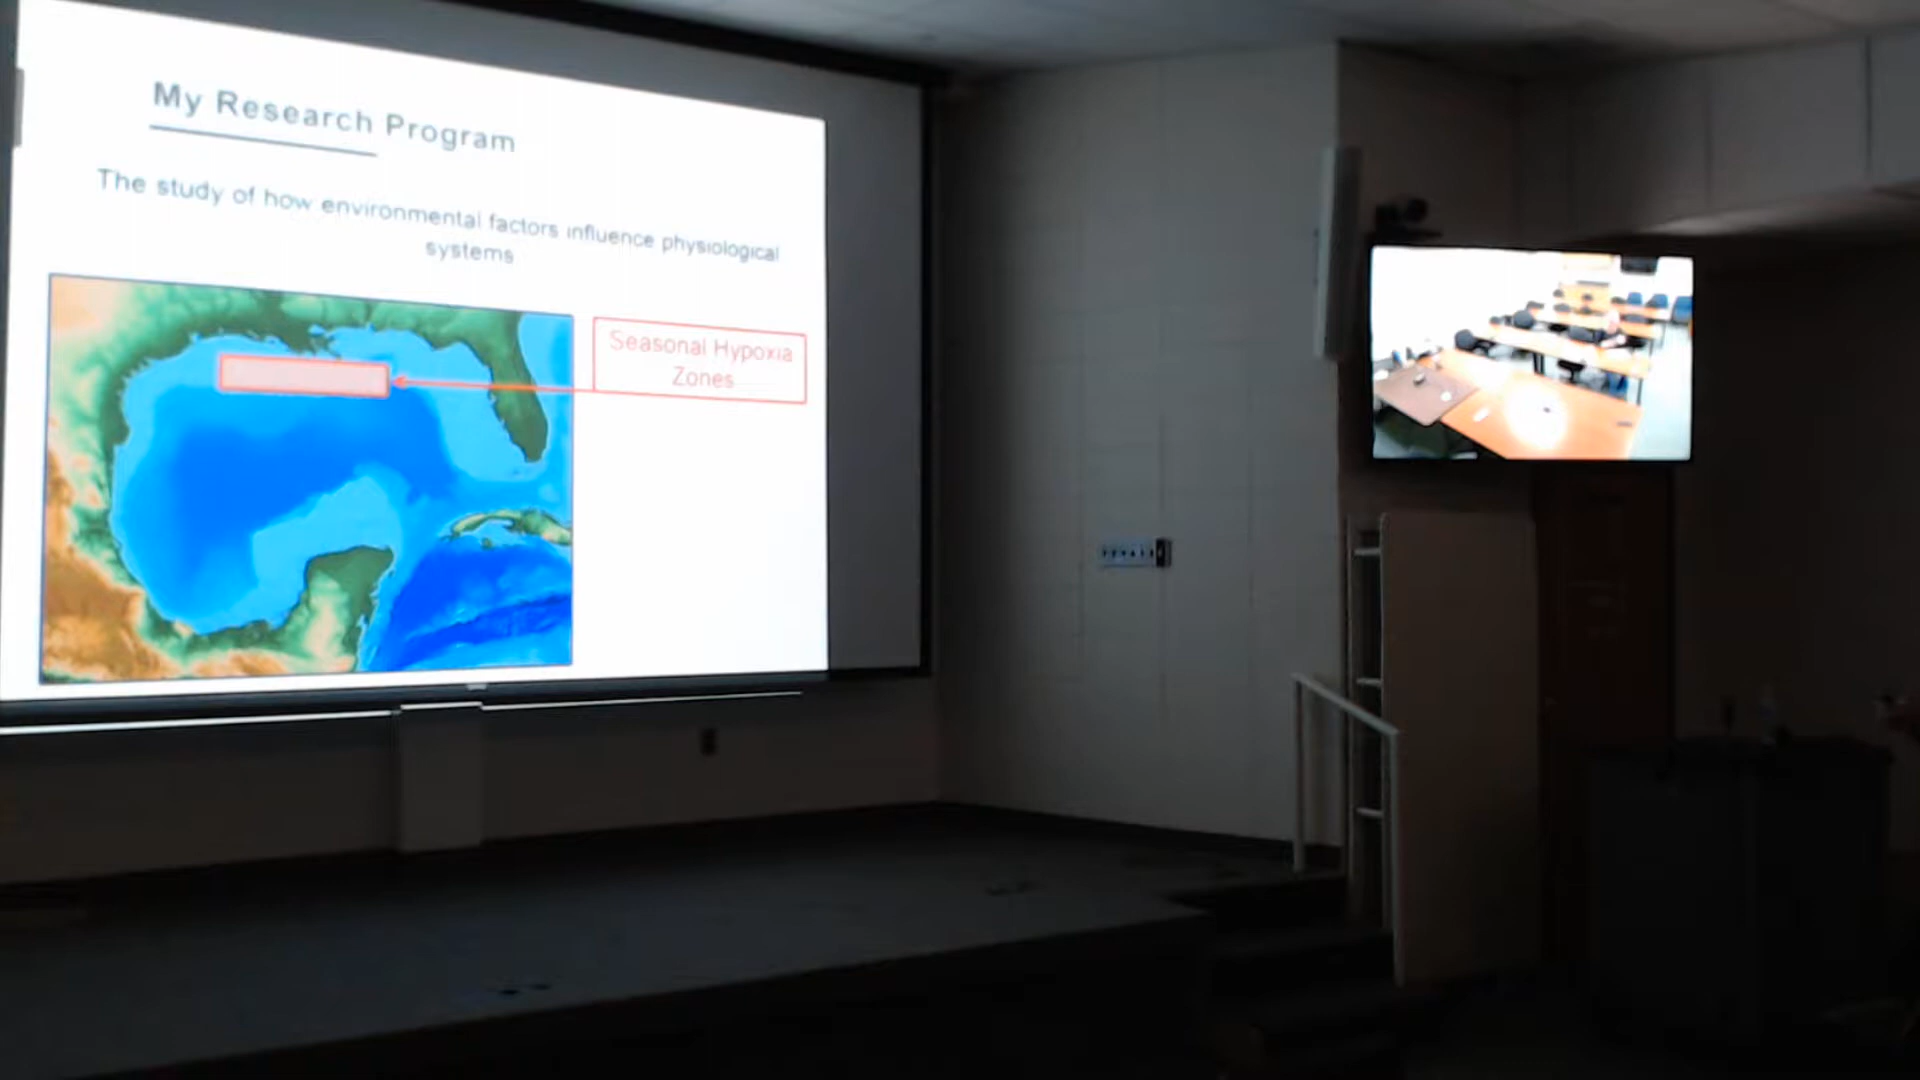 My Research Program
The study of how environmental factors influence physiological
systems
Seasonal Hypoxia
Zones